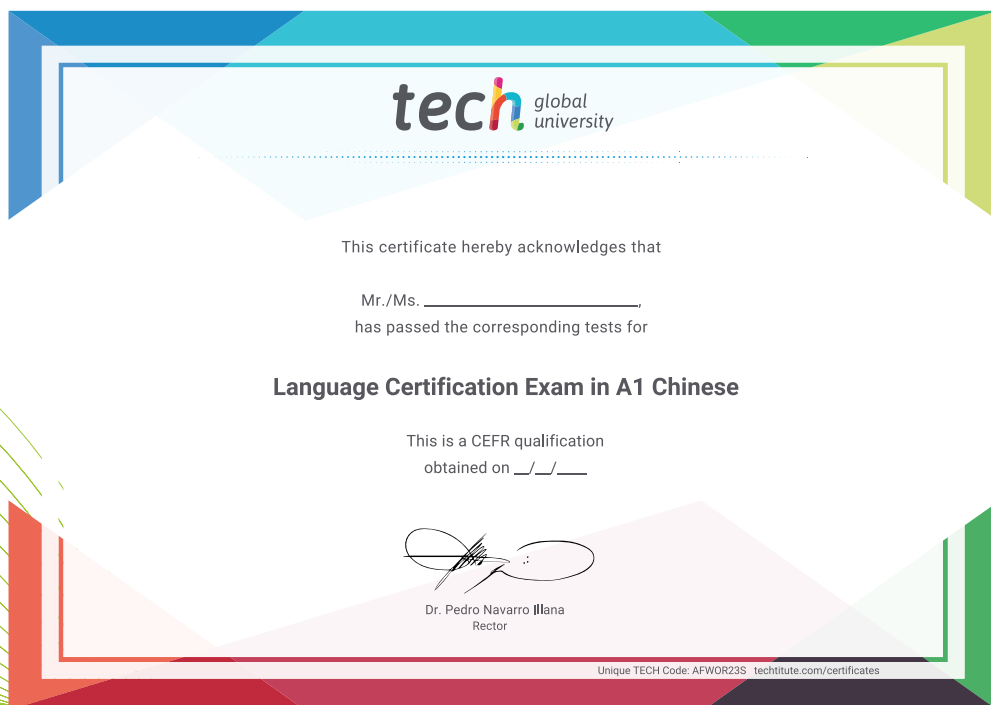 tech global university
This certificate hereby acknowledges that
Mr./Ms. ________________________,
has passed the corresponding tests for
Language Certification Exam in A1 Chinese
This is a CEFR qualification
obtained on __/__/____
Dr. Pedro Navarro Illana
Rector
Unique TECH Code: AFWOR23S techtitute.com/certificates